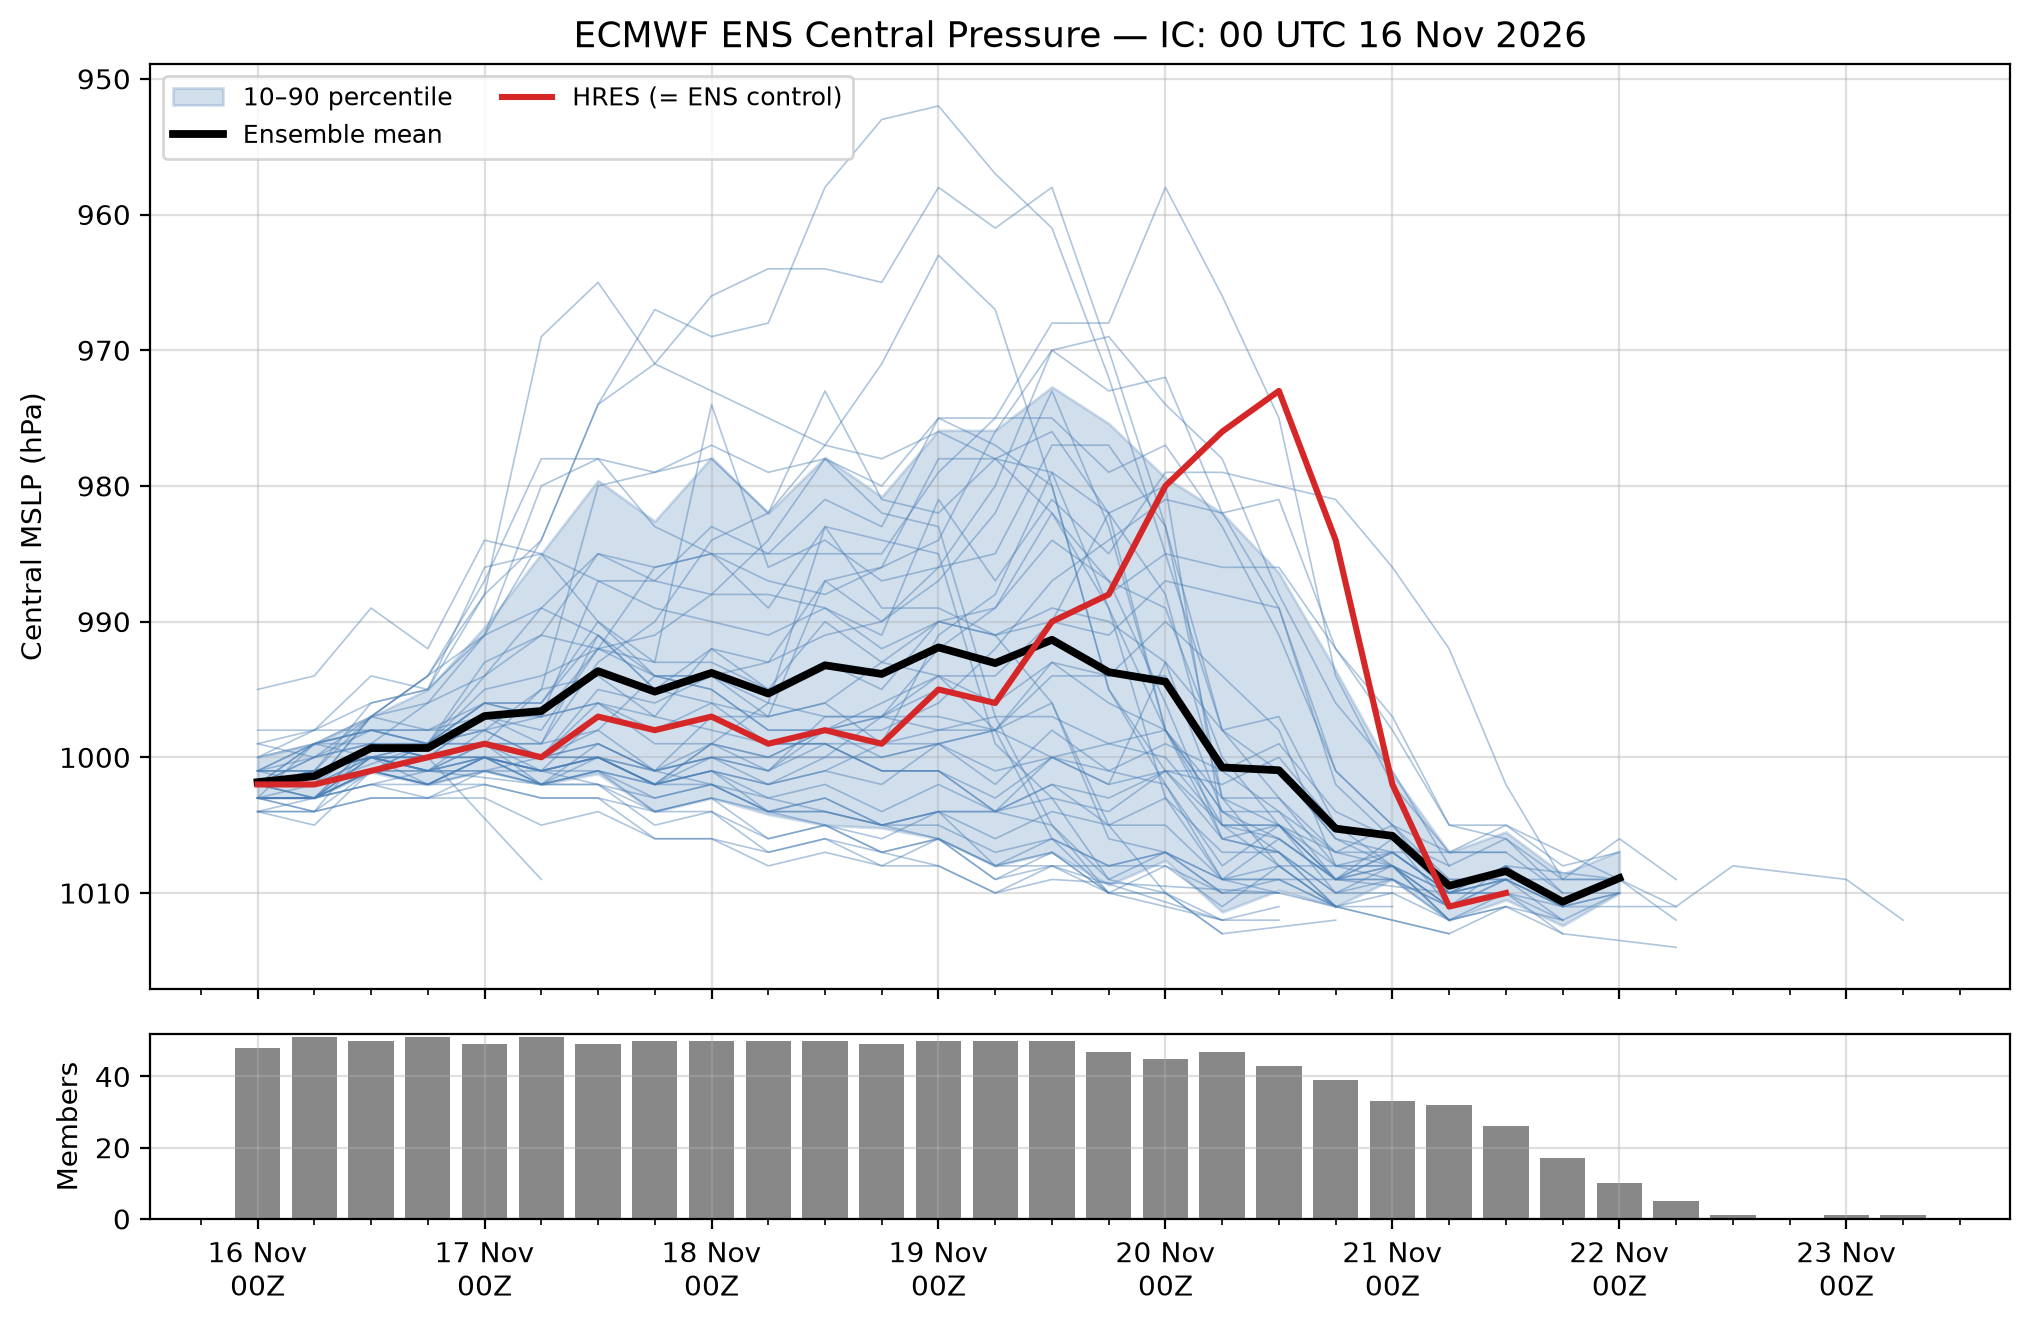 ECMWF ENS Central Pressure — IC: 00 UTC 16 Nov 2026
10–90 percentile
Ensemble mean
HRES (= ENS control)
Central MSLP (hPa)
950
960
970
980
990
1000
1010
Members
40
20
0
16 Nov
00Z
17 Nov
00Z
18 Nov
00Z
19 Nov
00Z
20 Nov
00Z
21 Nov
00Z
22 Nov
00Z
23 Nov
00Z